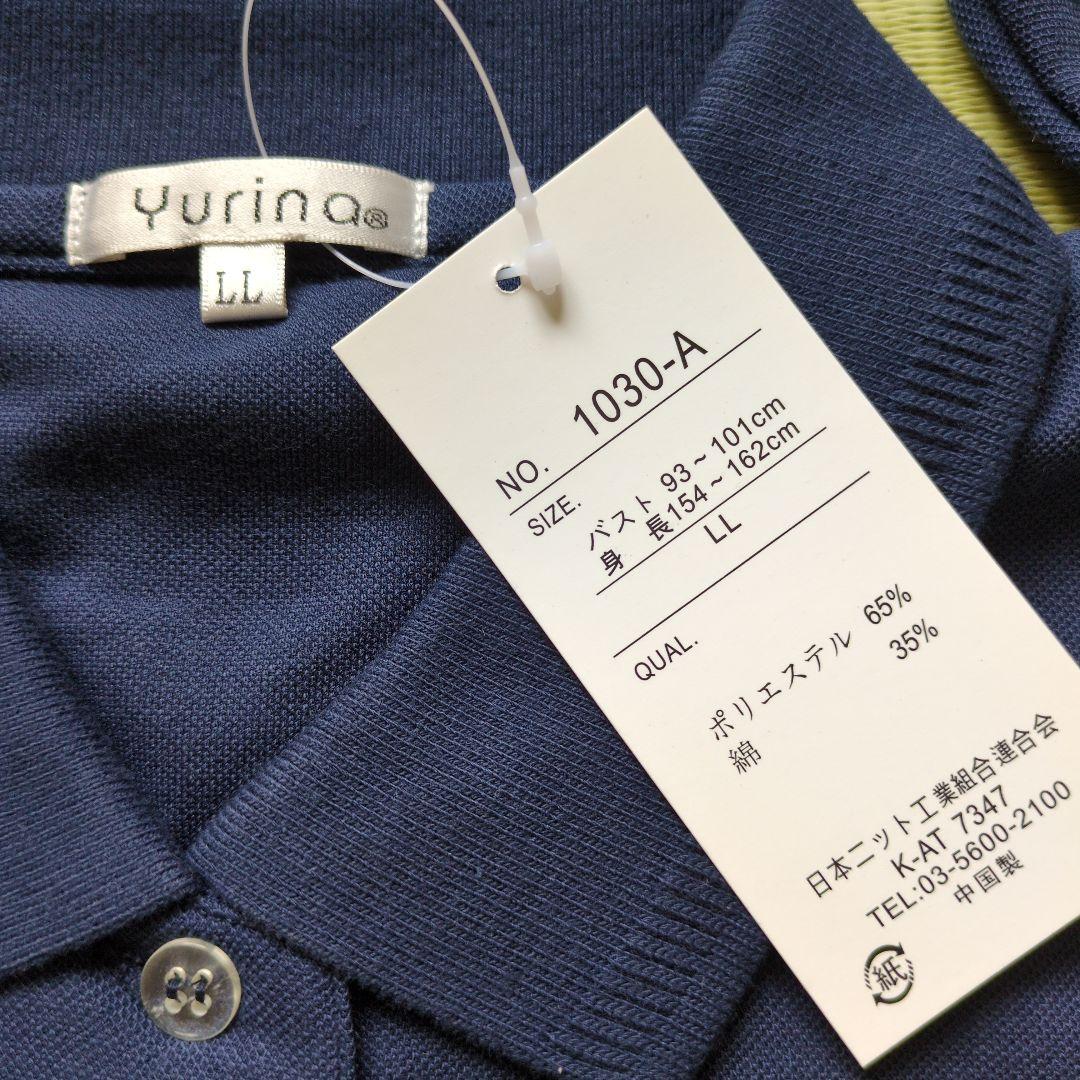 Yurina®
LL
NO. 1030-A
SIZE. バスト 93~101cm
身 長154~162cm
LL
QUAL.
ポリエステル 65%
綿 35%
日本ニット工業組合連合会
K-AT 7347
TEL:03-5600-2100
中国製
紙